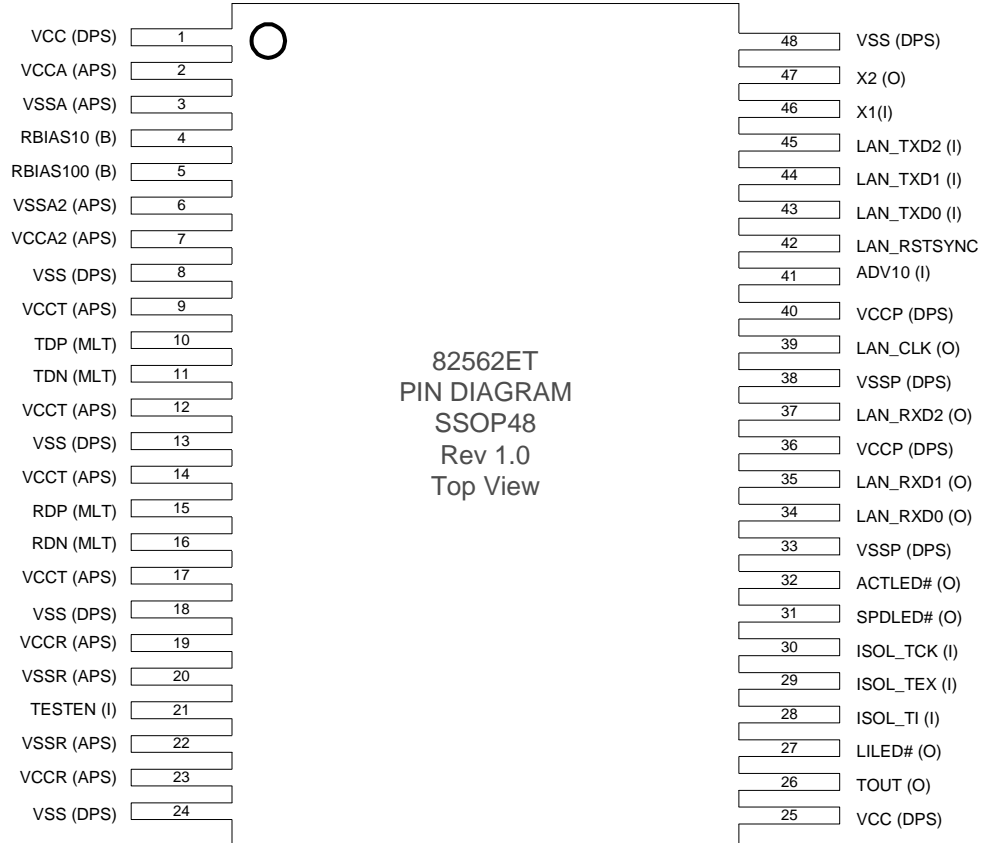 VCC (DPS) 1
VCCA (APS) 2
VSSA (APS) 3
RBIAS10 (B) 4
RBIAS100 (B) 5
VSSA2 (APS) 6
VCCA2 (APS) 7
VSS (DPS) 8
VCCT (APS) 9
TDP (MLT) 10
TDN (MLT) 11
VCCT (APS) 12
VSS (DPS) 13
VCCT (APS) 14
RDP (MLT) 15
RDN (MLT) 16
VCCT (APS) 17
VSS (DPS) 18
VCCR (APS) 19
VSSR (APS) 20
TESTEN (I) 21
VSSR (APS) 22
VCCR (APS) 23
VSS (DPS) 24
82562ET
PIN DIAGRAM
SSOP48
Rev 1.0
Top View
48 VSS (DPS)
47 X2 (O)
46 X1(I)
45 LAN_TXD2 (I)
44 LAN_TXD1 (I)
43 LAN_TXD0 (I)
42 LAN_RSTSYNC
41 ADV10 (I)
40 VCCP (DPS)
39 LAN_CLK (O)
38 VSSP (DPS)
37 LAN_RXD2 (O)
36 VCCP (DPS)
35 LAN_RXD1 (O)
34 LAN_RXD0 (O)
33 VSSP (DPS)
32 ACTLED# (O)
31 SPDLED# (O)
30 ISOL_TCK (I)
29 ISOL_TEX (I)
28 ISOL_TI (I)
27 LILED# (O)
26 TOUT (O)
25 VCC (DPS)